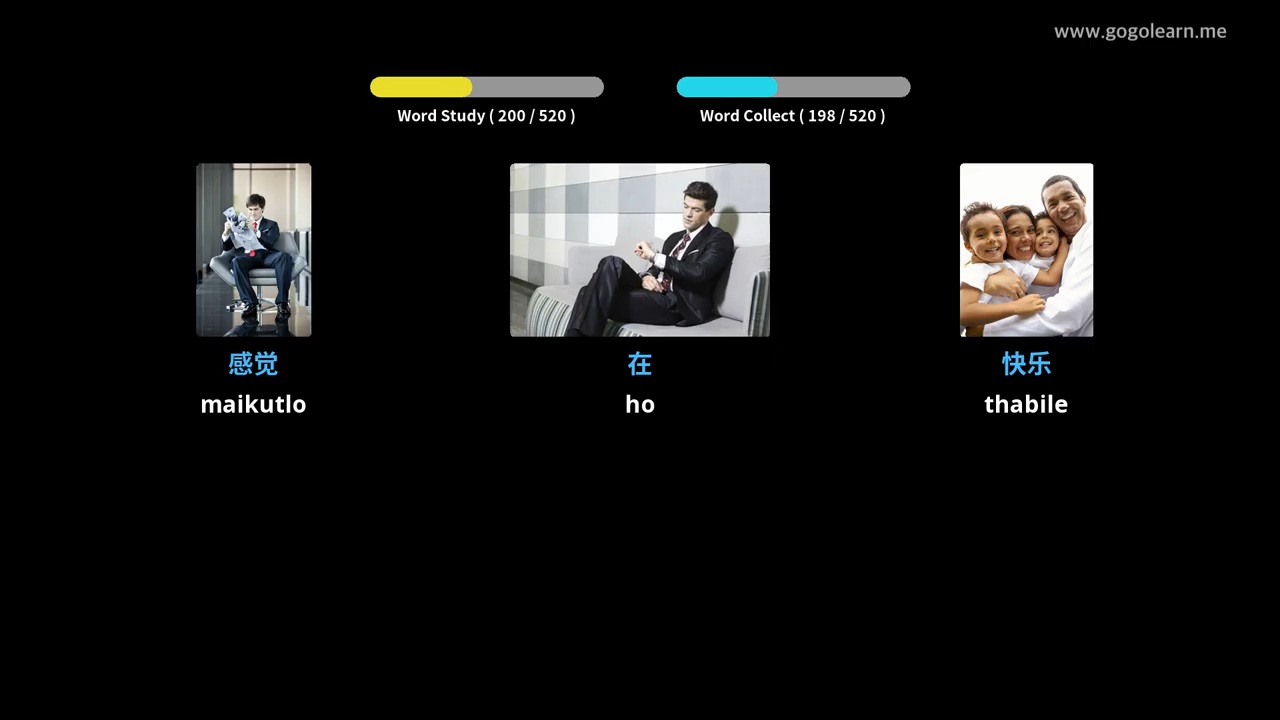 www.gogolearn.me
Word Study ( 200 / 520 )
Word Collect ( 198 / 520 )
感觉
在
快乐
maikutlo
ho
thabile